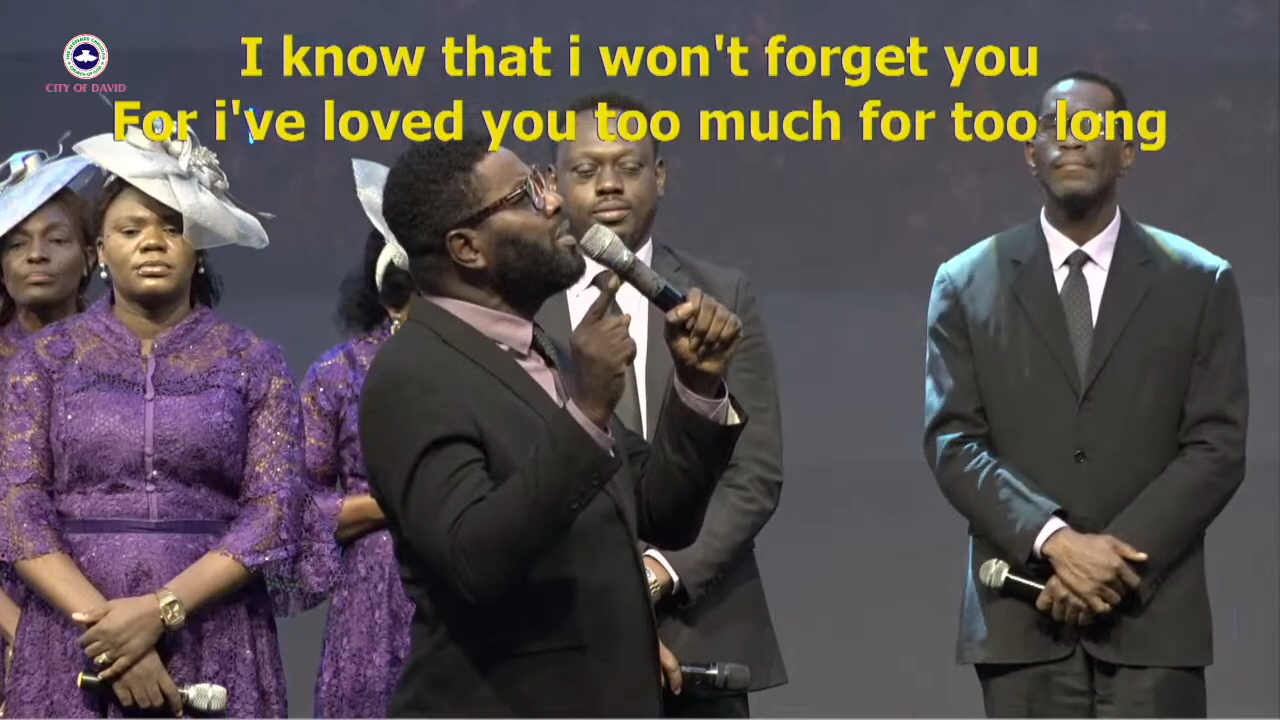 CITY OF DAVID
I know that i won't forget you
For i've loved you too much for too long